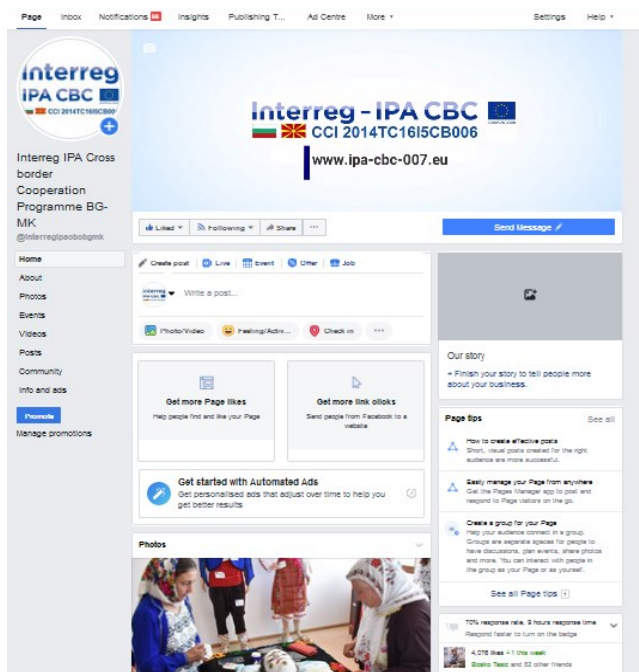 Page Inbox Notifications Insights Publishing T... Ad Centre More Settings Help
Interreg
IPA CBC
CCI 2014TC16I5CB00
Interreg - IPA CBC
CCI 2014TC16I5CB006
www.ipa-cbc-007.eu
Interreg IPA Cross
border
Cooperation
Programme BG-
MK
Liked Following Share ... Send Message
Home
About
Photos
Events
Videos
Posts
Community
Info and ads
Promote
Manage promotions
Create post Live Event Offer Job
Write a post...
Photo/Video Feeling/Activ... Check in ...
Get more Page likes
Help people find and like your Page
Get more link clicks
Send people from Facebook to a
website
Get started with Automated Ads
Get personalised ads that adjust over time to help you
get better results
Photos
Our story
+ Finish your story to tell people more
about your business.
Page tips See all
How to create effective posts
Short, visual posts created for the right
audience are more successful.
Easily manage your Page from anywhere
Get the Pages Manager app to post and
respond to Page visitors on the go.
Create a group for your Page
Help your audience connect in a group.
Groups are separate spaces for people to
have discussions, plan events, share photos
and more. You can interact with people in
the group as your Page or as yourself.
See all Page tips
70% response rate, 3 hours response time
Respond faster to turn on the badge
4,076 likes +1 this week
Bosko Tasic and 52 other friends